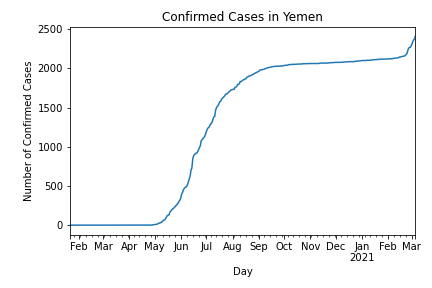 Confirmed Cases in Yemen
Number of Confirmed Cases
2500
2000
1500
1000
500
0
Feb Mar Apr May Jun Jul Aug Sep Oct Nov Dec Jan Feb Mar
2021
Day